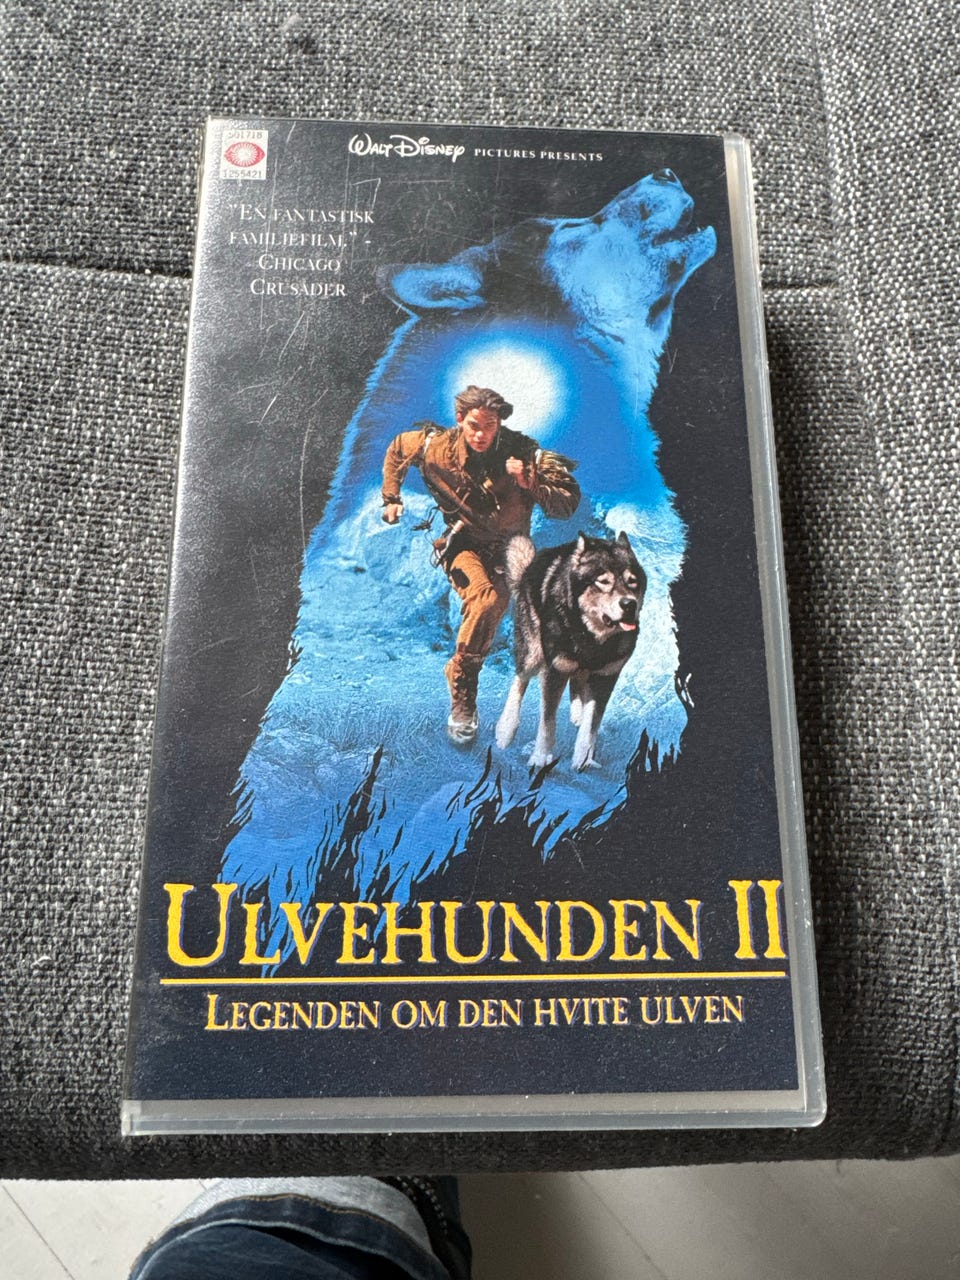 501718
1255421
WALT DISNEY PICTURES PRESENTS
"EN FANTASTISK
FAMILIEFILM." -
CHICAGO
CRUSADER
ULVEHUNDEN II
LEGENDEN OM DEN HVITE ULVEN